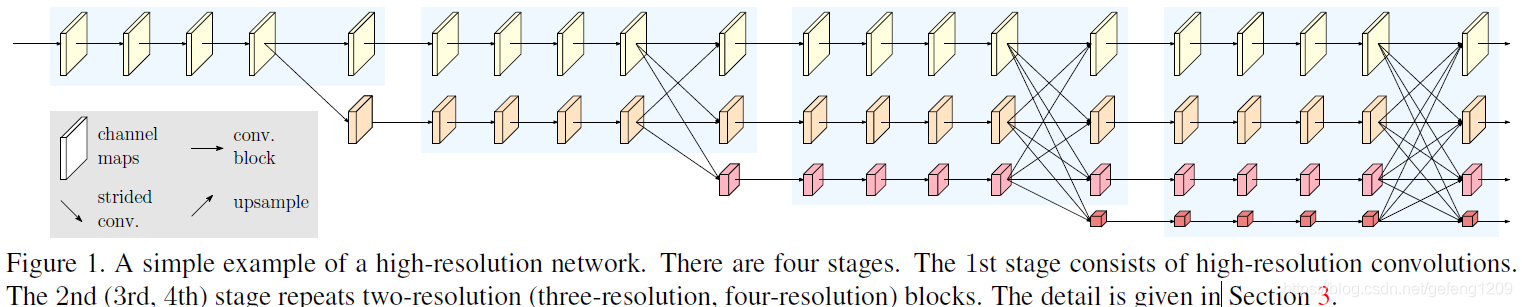 channel
maps
conv.
block
strided
conv.
upsample
Figure 1. A simple example of a high-resolution network. There are four stages. The 1st stage consists of high-resolution convolutions.
The 2nd (3rd, 4th) stage repeats two-resolution (three-resolution, four-resolution) blocks. The detail is given in Section 3.
https://blog.csdn.net/gefeng1209